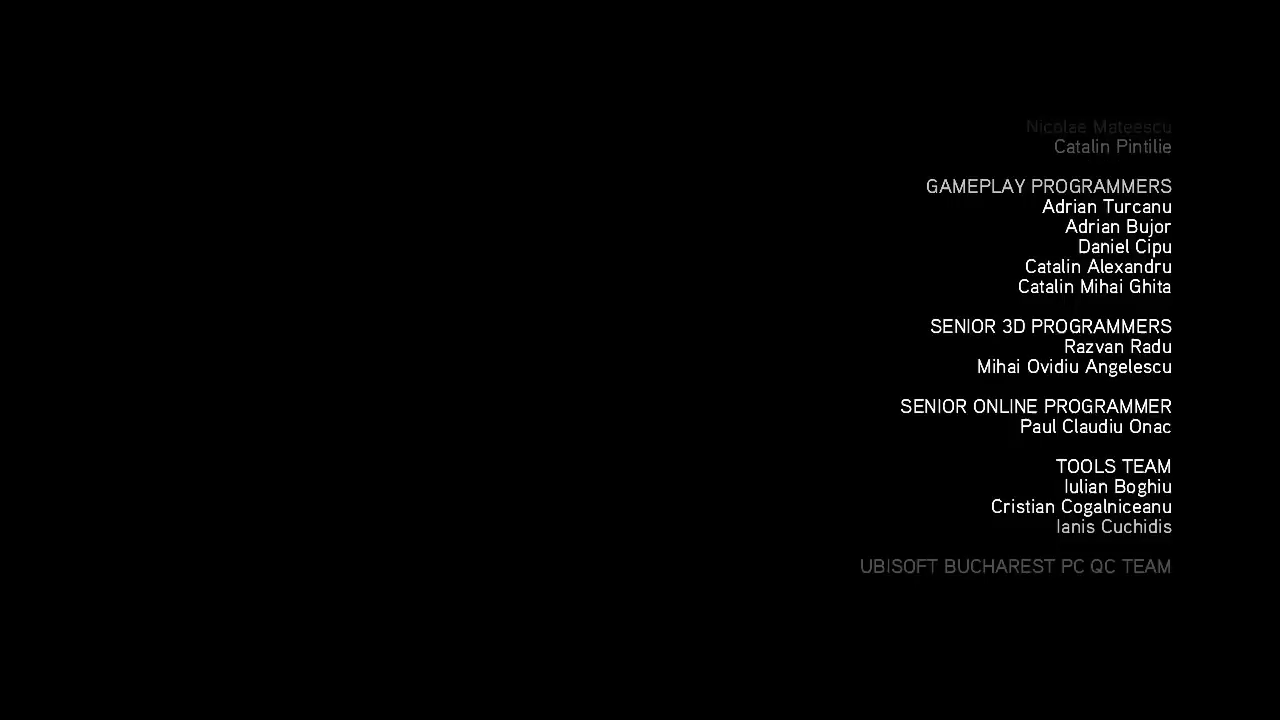 Nicolae Mateescu
Catalin Pintilie
GAMEPLAY PROGRAMMERS
Adrian Turcanu
Adrian Bujor
Daniel Cipu
Catalin Alexandru
Catalin Mihai Ghita
SENIOR 3D PROGRAMMERS
Razvan Radu
Mihai Ovidiu Angelescu
SENIOR ONLINE PROGRAMMER
Paul Claudiu Onac
TOOLS TEAM
Iulian Boghiu
Cristian Cogalniceanu
Ianis Cuchidis
UBISOFT BUCHAREST PC QC TEAM